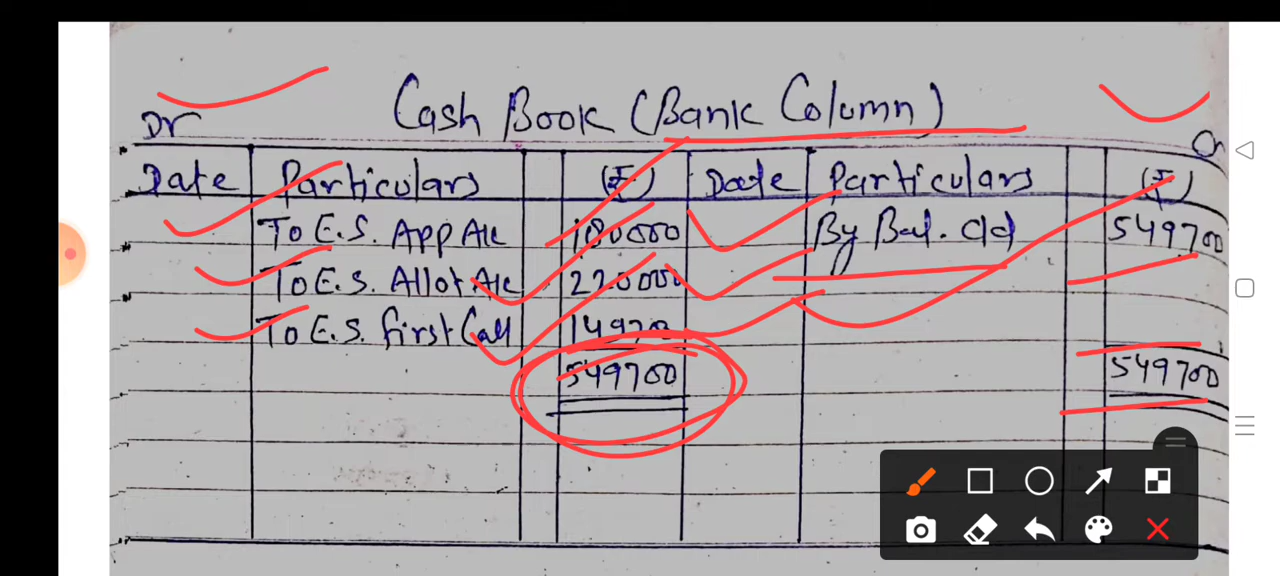 Cash Book (Bank Column)
Dr Cr
Date Particulars (₹) Date Particulars (₹)
To E.S. App A/c 180000 By Bal. c/d 549700
To E.S. Allot A/c 220000
To E.S. First Call 149700
549700 549700